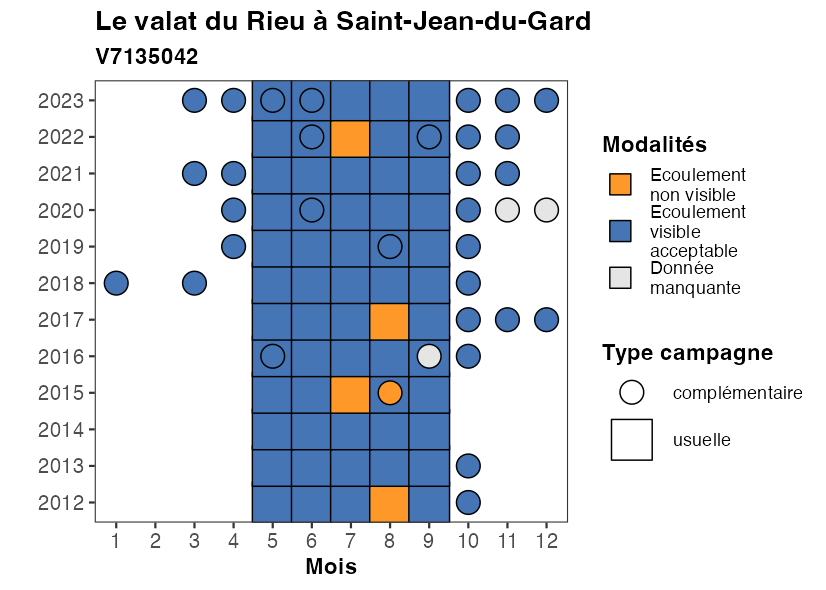 Le valat du Rieu à Saint-Jean-du-Gard
V7135042
2023
2022
2021
2020
2019
2018
2017
2016
2015
2014
2013
2012
1 2 3 4 5 6 7 8 9 10 11 12
Mois
Modalités
Ecoulement
non visible
Ecoulement
visible
acceptable
Donnée
manquante
Type campagne
complémentaire
usuelle